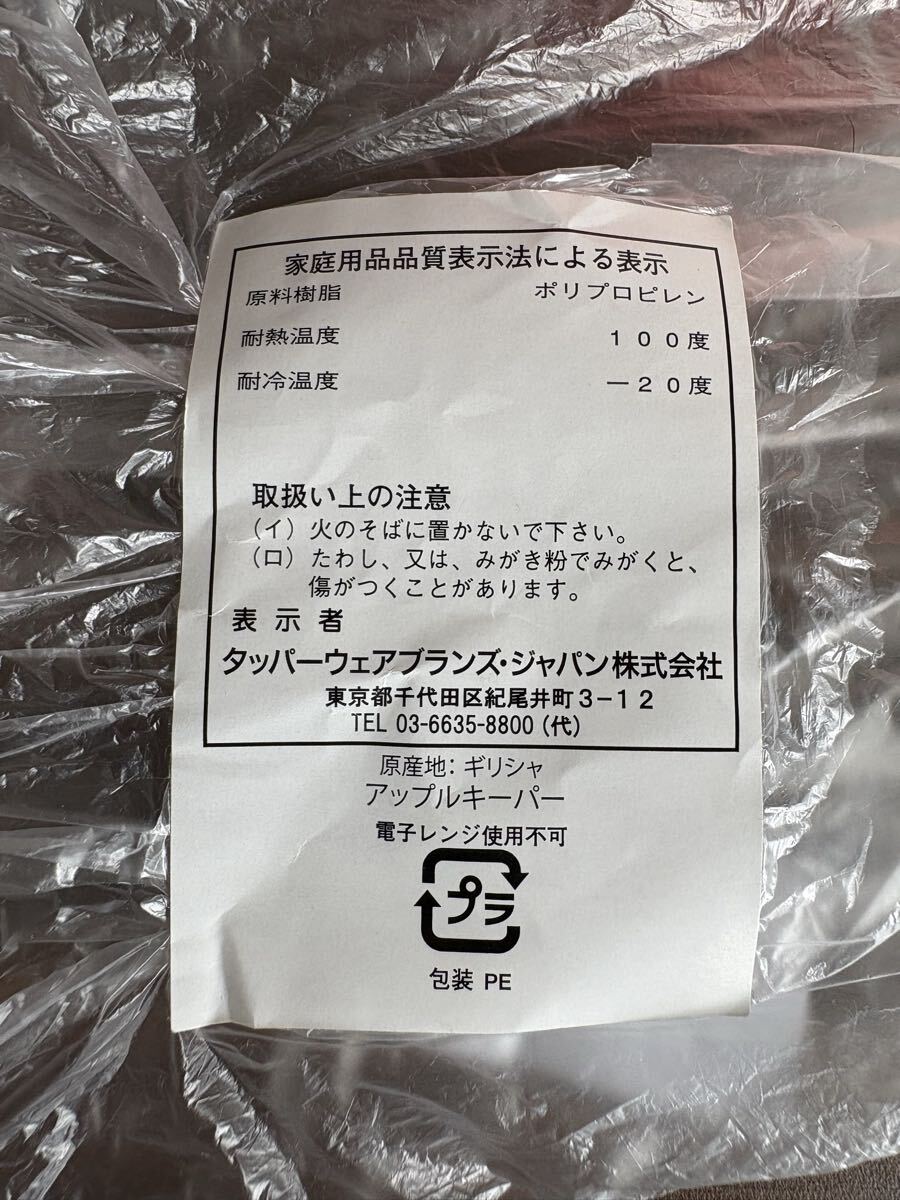 家庭用品品質表示法による表示
原料樹脂 ポリプロピレン
耐熱温度 100度
耐冷温度 -20度
取扱い上の注意
(イ)火のそばに置かないで下さい。
(ロ)たわし、又は、みがき粉でみがくと、
傷がつくことがあります。
表示者
タッパーウェアブランズ・ジャパン株式会社
東京都千代田区紀尾井町3-12
TEL 03-6635-8800(代)
原産地:ギリシャ
アップルキーパー
電子レンジ使用不可
プラ
包装 PE